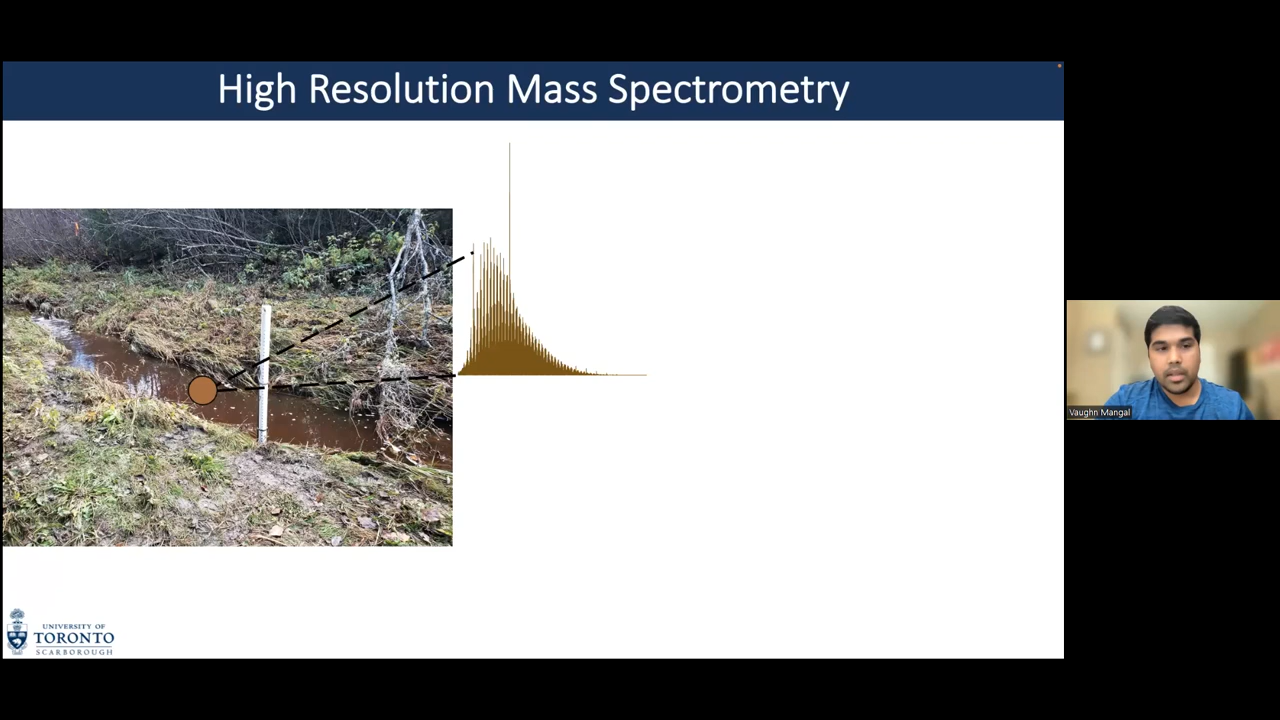 High Resolution Mass Spectrometry
UNIVERSITY OF
TORONTO
SCARBOROUGH
Vaughn Mangal